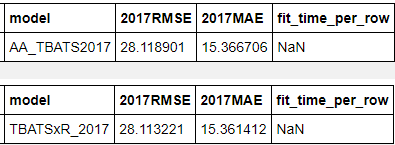 model 2017RMSE 2017MAE fit_time_per_row
AA_TBATS2017 28.118901 15.366706 NaN
model 2017RMSE 2017MAE fit_time_per_row
TBATSxR_2017 28.113221 15.361412 NaN